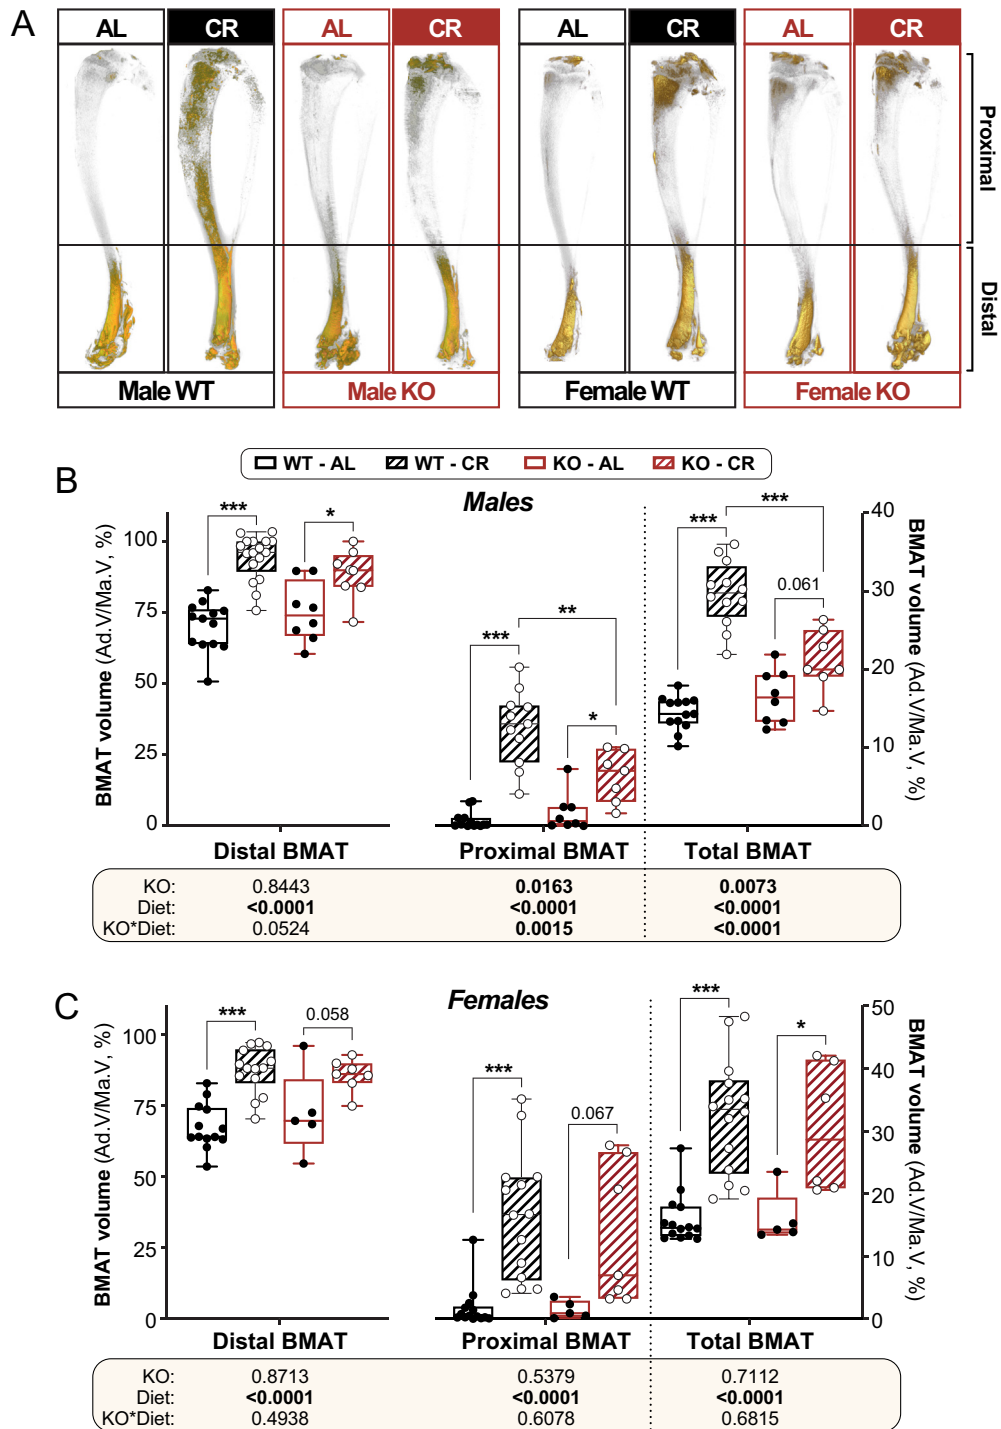 A
AL CR AL CR AL CR AL CR
Proximal
Distal
Male WT Male KO Female WT Female KO
WT - AL WT - CR KO - AL KO - CR
B
Males
BMAT volume (Ad.V/Ma.V, %)
100
75
50
25
0
*** * *** ** * *** *** 0.061
40
30
20
10
0
BMAT volume (Ad.V/Ma.V, %)
Distal BMAT Proximal BMAT Total BMAT
KO: 0.8443 0.0163 0.0073
Diet: <0.0001 <0.0001 <0.0001
KO*Diet: 0.0524 0.0015 <0.0001
C
Females
BMAT volume (Ad.V/Ma.V, %)
100
75
50
25
0
*** 0.058 *** 0.067 *** *
50
40
30
20
10
0
BMAT volume (Ad.V/Ma.V, %)
Distal BMAT Proximal BMAT Total BMAT
KO: 0.8713 0.5379 0.7112
Diet: <0.0001 <0.0001 <0.0001
KO*Diet: 0.4938 0.6078 0.6815